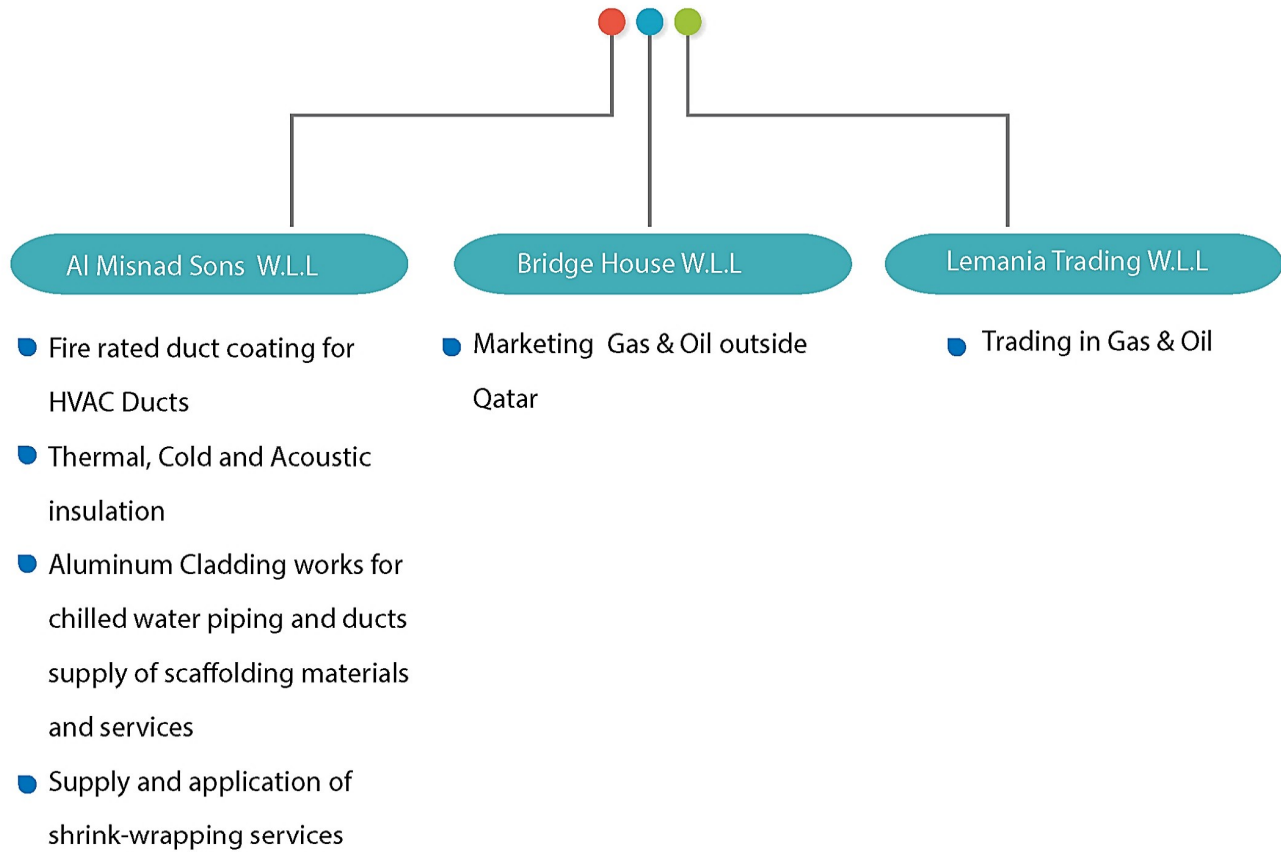 Al Misnad Sons W.L.L
Fire rated duct coating for
HVAC Ducts
Thermal, Cold and Acoustic
insulation
Aluminum Cladding works for
chilled water piping and ducts
supply of scaffolding materials
and services
Supply and application of
shrink-wrapping services
Bridge House W.L.L
Marketing Gas & Oil outside
Qatar
Lemania Trading W.L.L
Trading in Gas & Oil